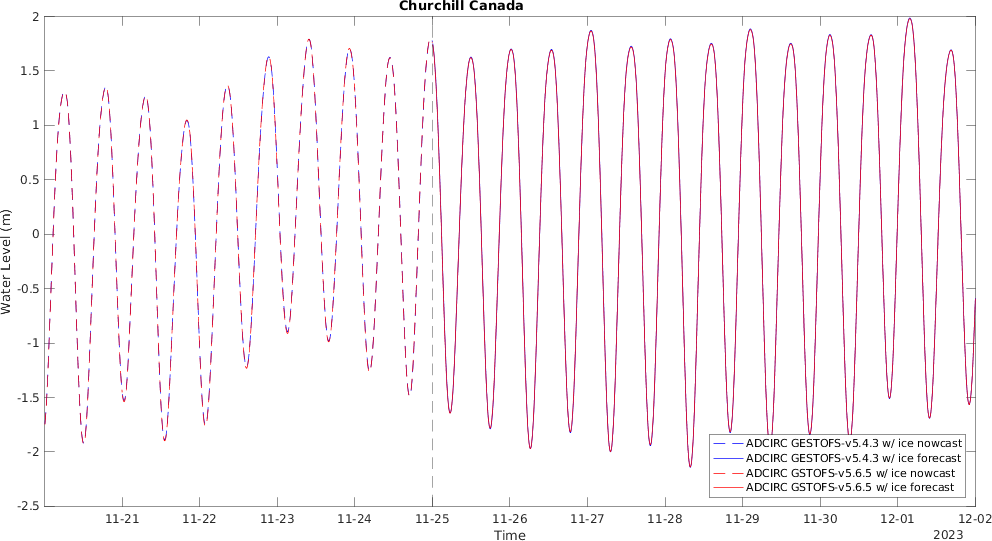 Churchill Canada
Water Level (m)
2
1.5
1
0.5
0
-0.5
-1
-1.5
-2
-2.5
ADCIRC GESTOFS-v5.4.3 w/ ice nowcast
ADCIRC GESTOFS-v5.4.3 w/ ice forecast
ADCIRC GSTOFS-v5.6.5 w/ ice nowcast
ADCIRC GSTOFS-v5.6.5 w/ ice forecast
11-21 11-22 11-23 11-24 11-25 11-26 11-27 11-28 11-29 11-30 12-01 12-02
Time
2023